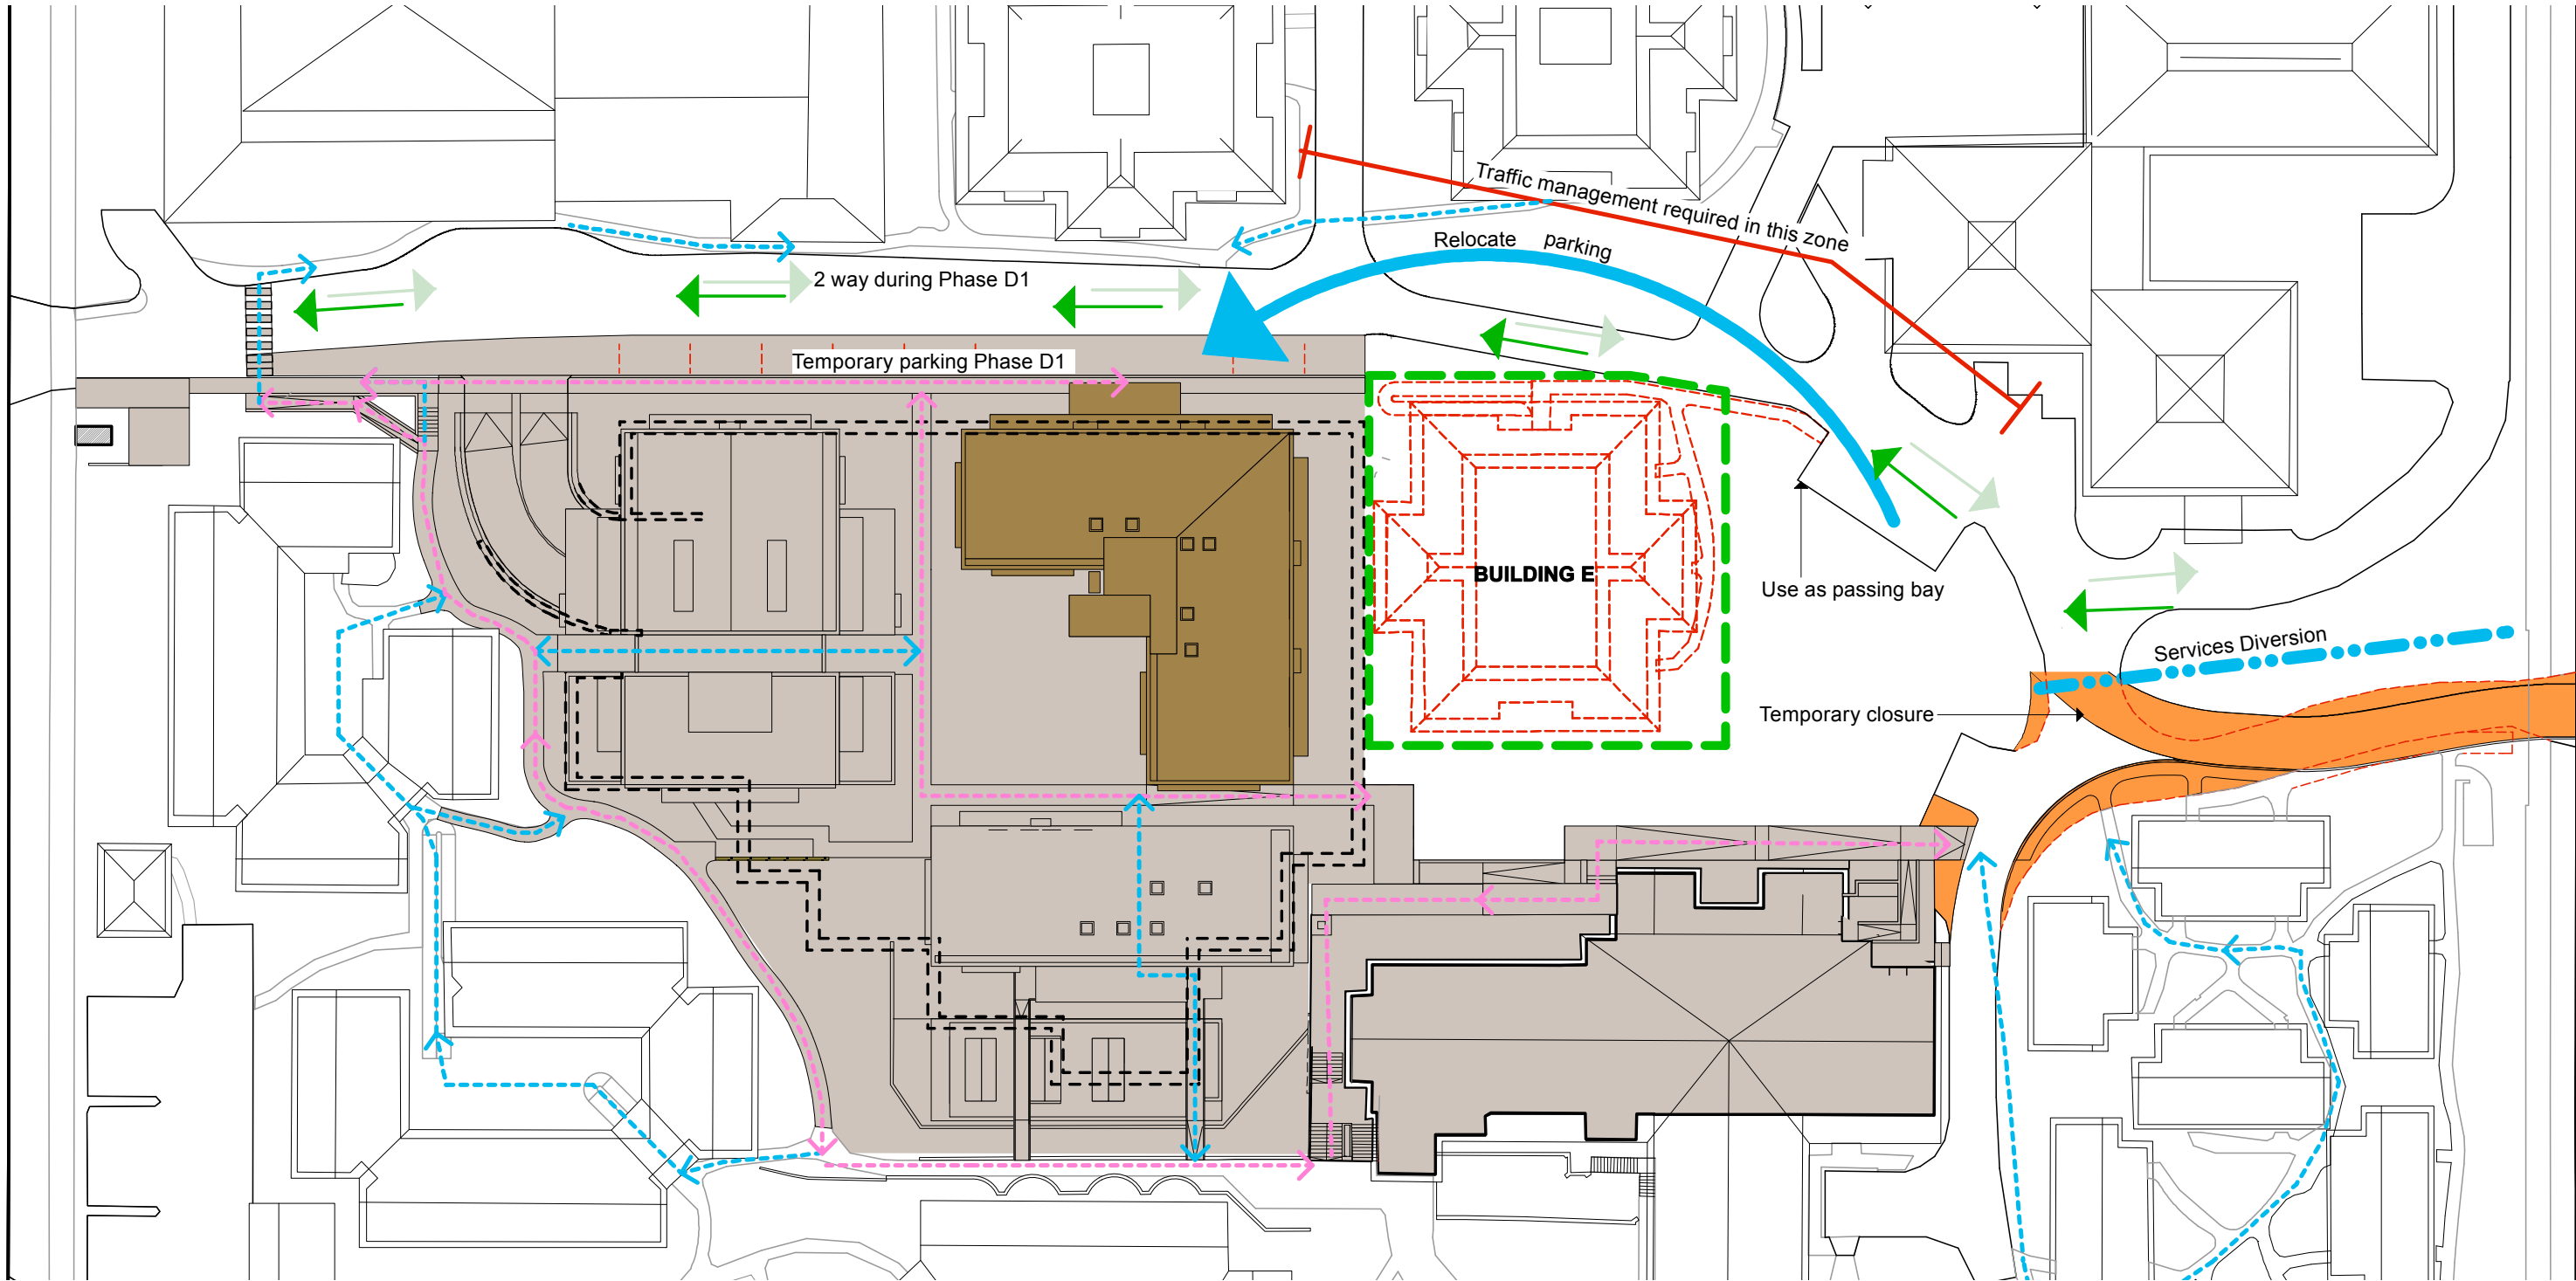 Traffic management required in this zone
Relocate parking
2 way during Phase D1
Temporary parking Phase D1
BUILDING E
Use as passing bay
Services Diversion
Temporary closure